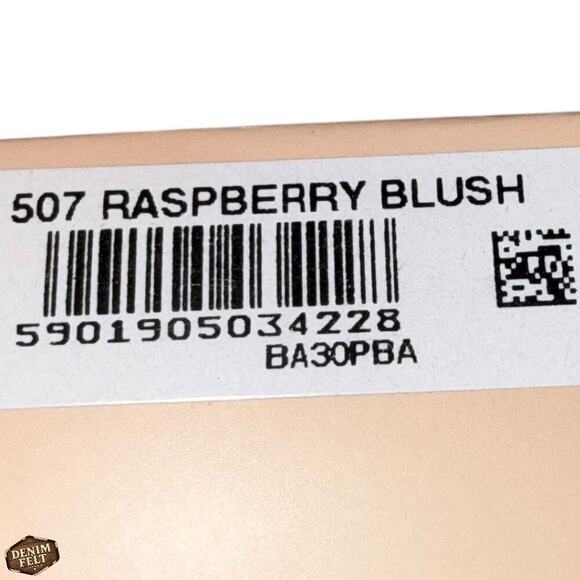 507 RASPBERRY BLUSH
5901905034228
BA30PBA
DENIM
FELT